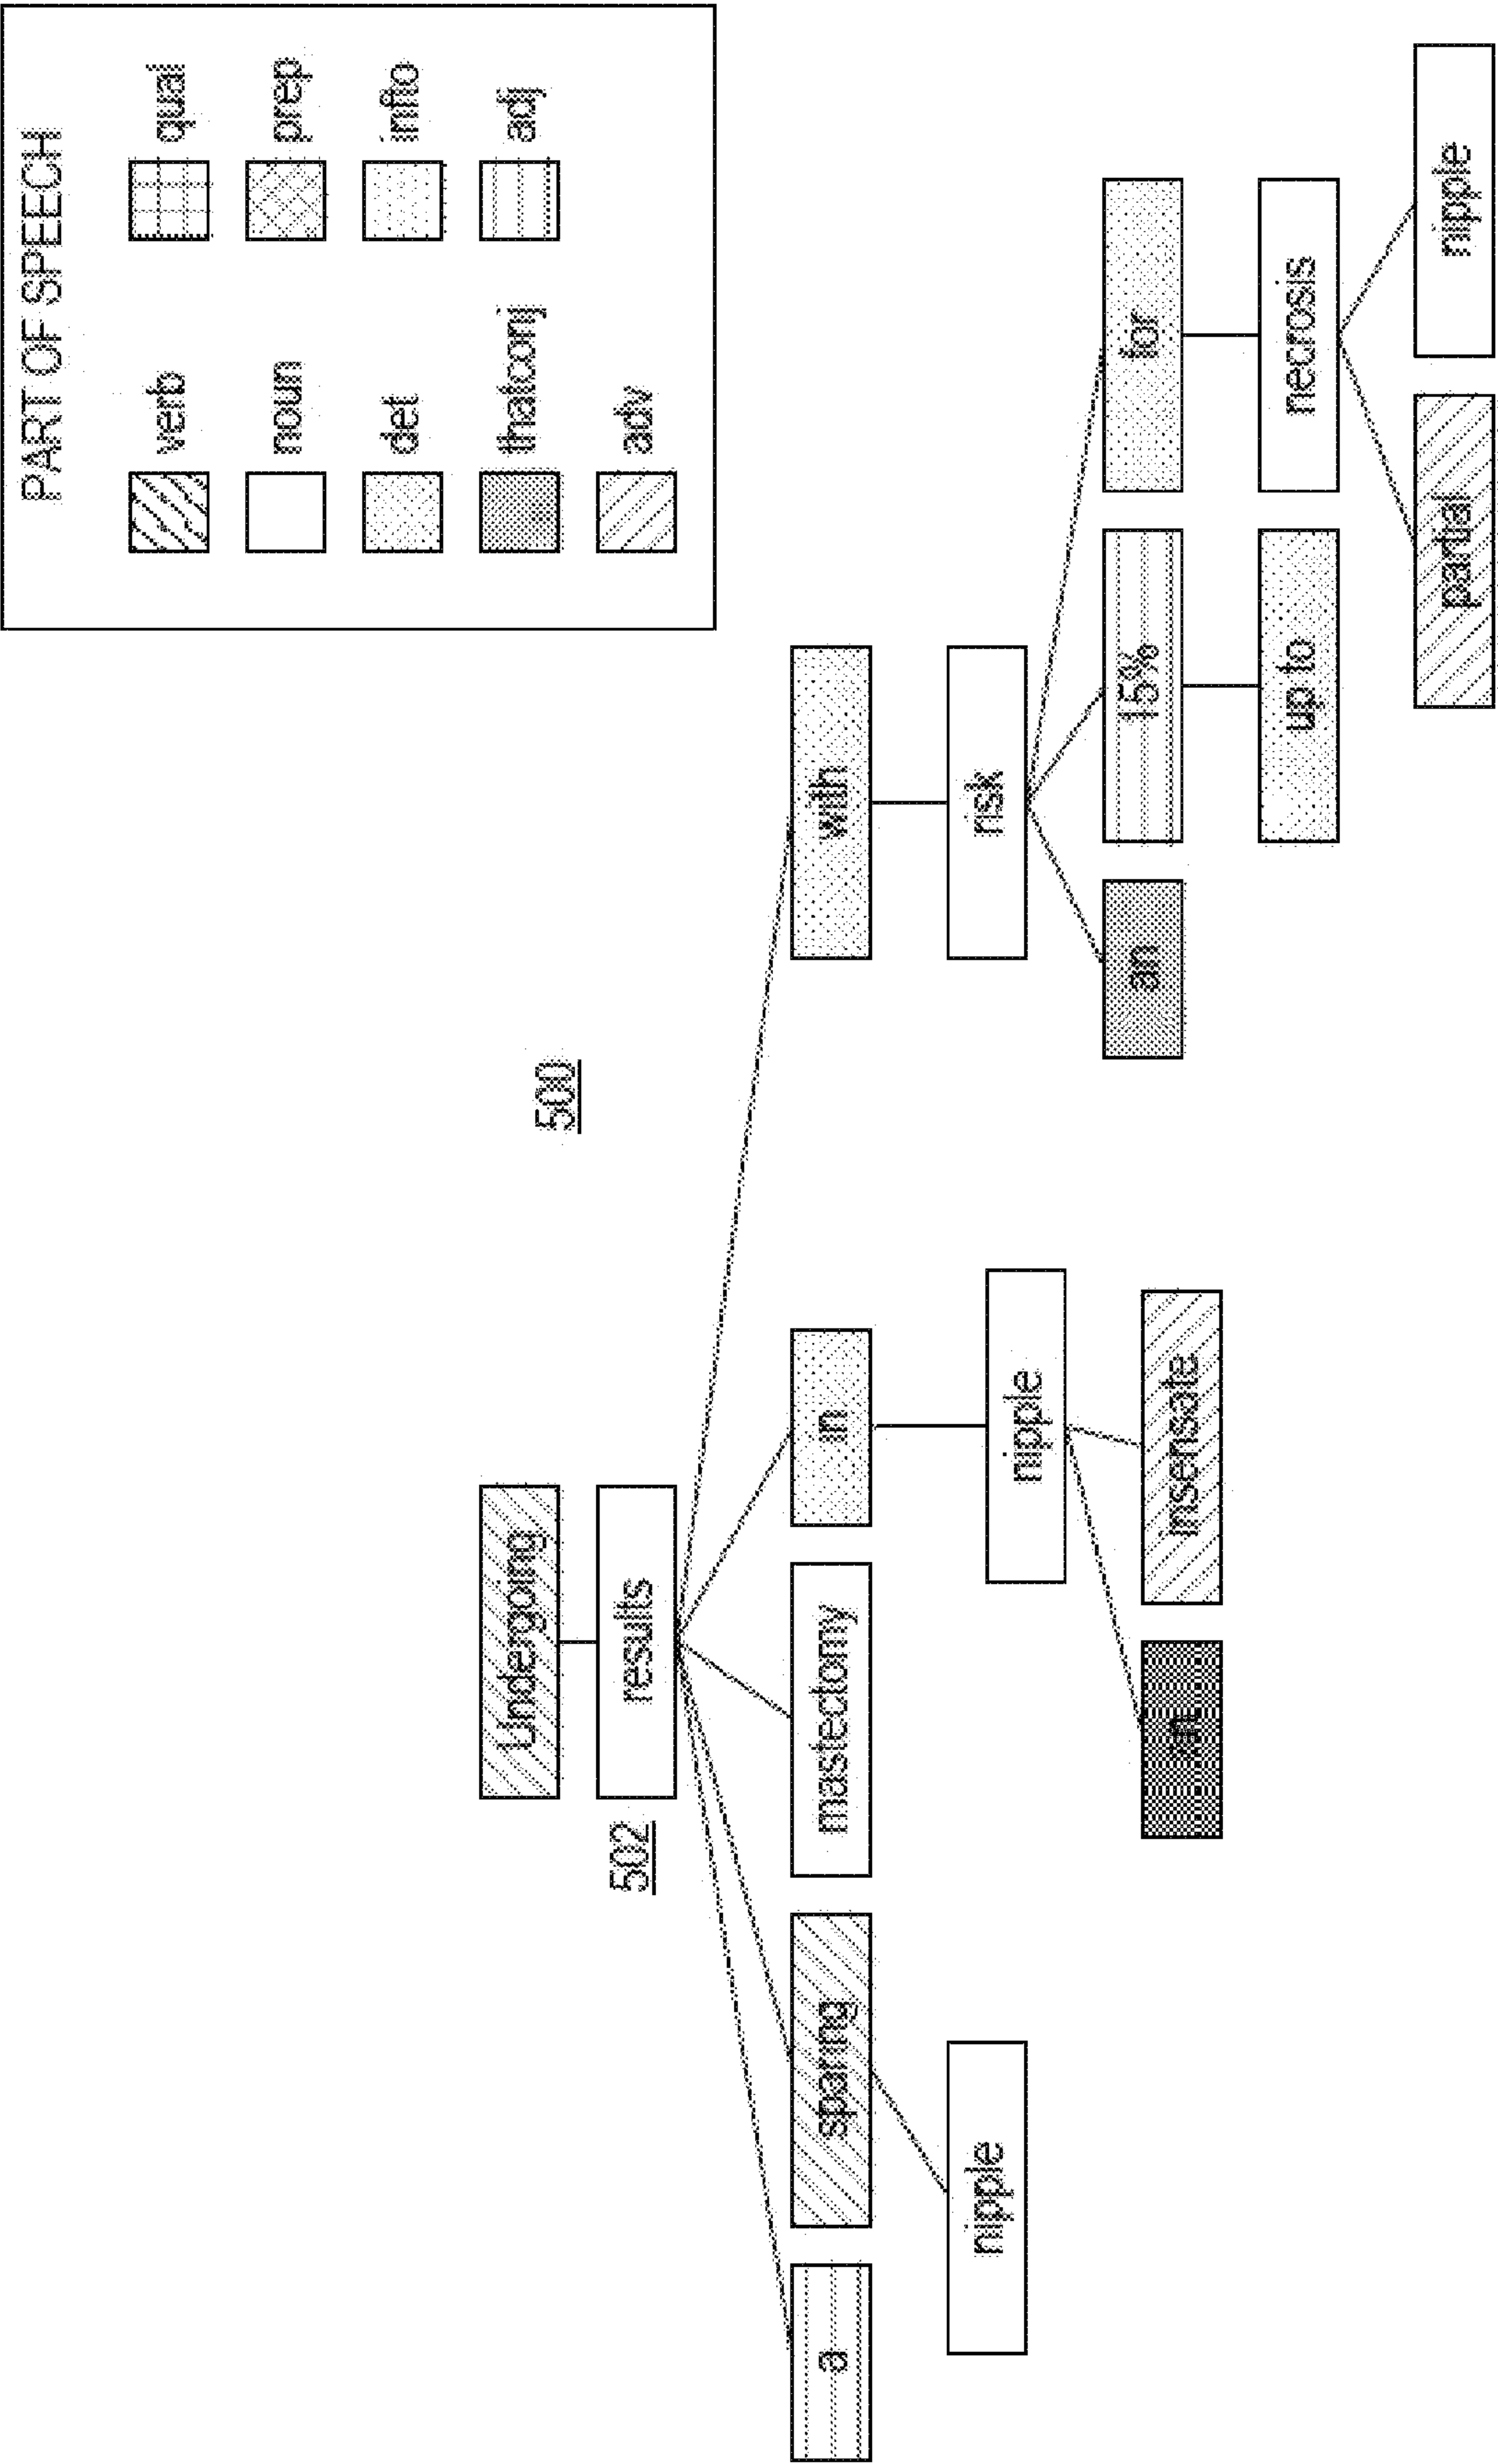 PART OF SPEECH
verb qual
noun prep
det infto
thatconj adj
adv
500
Undergoing
results
502
a sparing mastectomy in with
nipple nipple risk
insensate an 15% for
up to necrosis
partial nipple